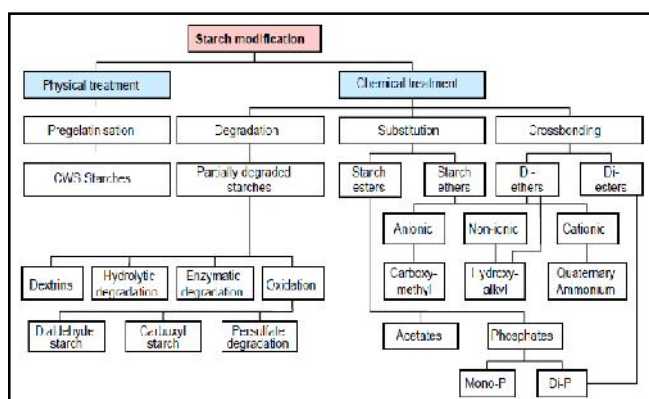 Starch modification
Physical treatment
Chemical treatment
Pregelatinisation
Degradation
Substitution
Crossbonding
CWS Starches
Partially degraded
starches
Starch
esters
Starch
ethers
Di-
ethers
Di-
esters
Anionic
Non-ionic
Cationic
Carboxy-
methyl
Hydroxy-
alkyl
Quaternary
Ammonium
Dextrins
Hydrolytic
degradation
Enzymatic
degradation
Oxidation
Dialdehyde
starch
Carboxyl
starch
Persulfate
degradation
Acetates
Phosphates
Mono-P
Di-P